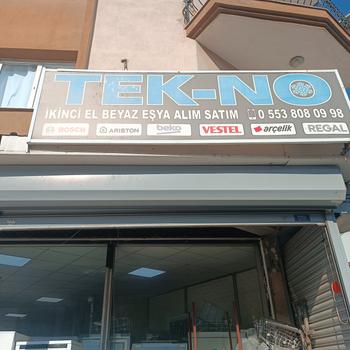 TEK-NO
İKİNCİ EL BEYAZ EŞYA ALIM SATIM 0 553 808 09 98
BOSCH ARISTON beko VESTEL arçelik REGAL